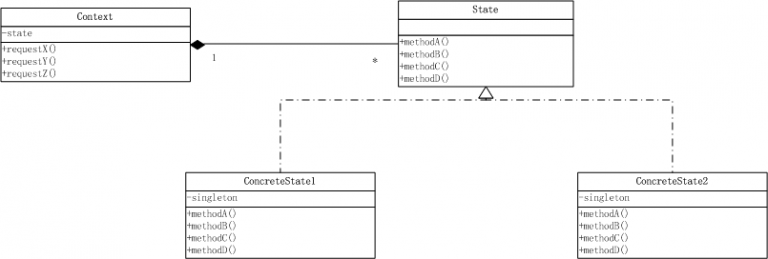 Context
-state
+requestX()
+requestY()
+requestZ()
1
*
State
+methodA()
+methodB()
+methodC()
+methodD()
ConcreteState1
-singleton
+methodA()
+methodB()
+methodC()
+methodD()
ConcreteState2
-singleton
+methodA()
+methodB()
+methodC()
+methodD()